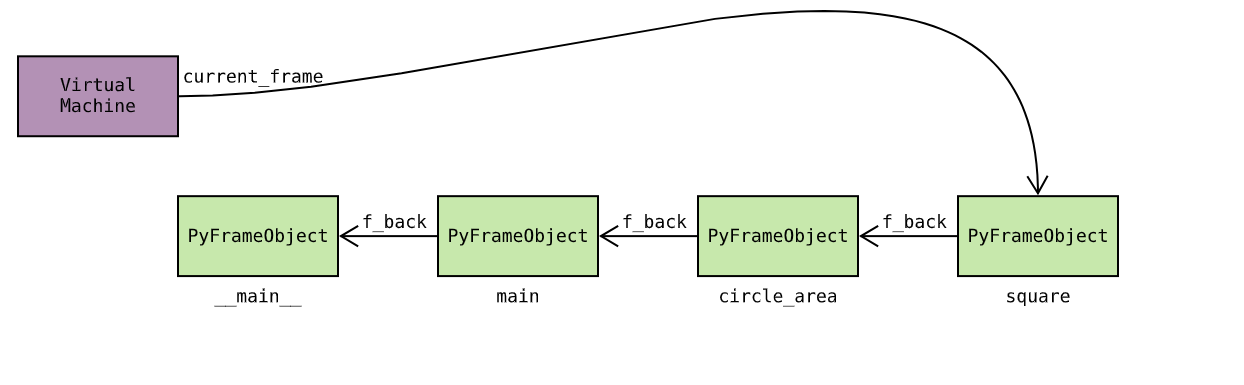 Virtual
Machine
current_frame
PyFrameObject
f_back
PyFrameObject
f_back
PyFrameObject
f_back
PyFrameObject
__main__
main
circle_area
square